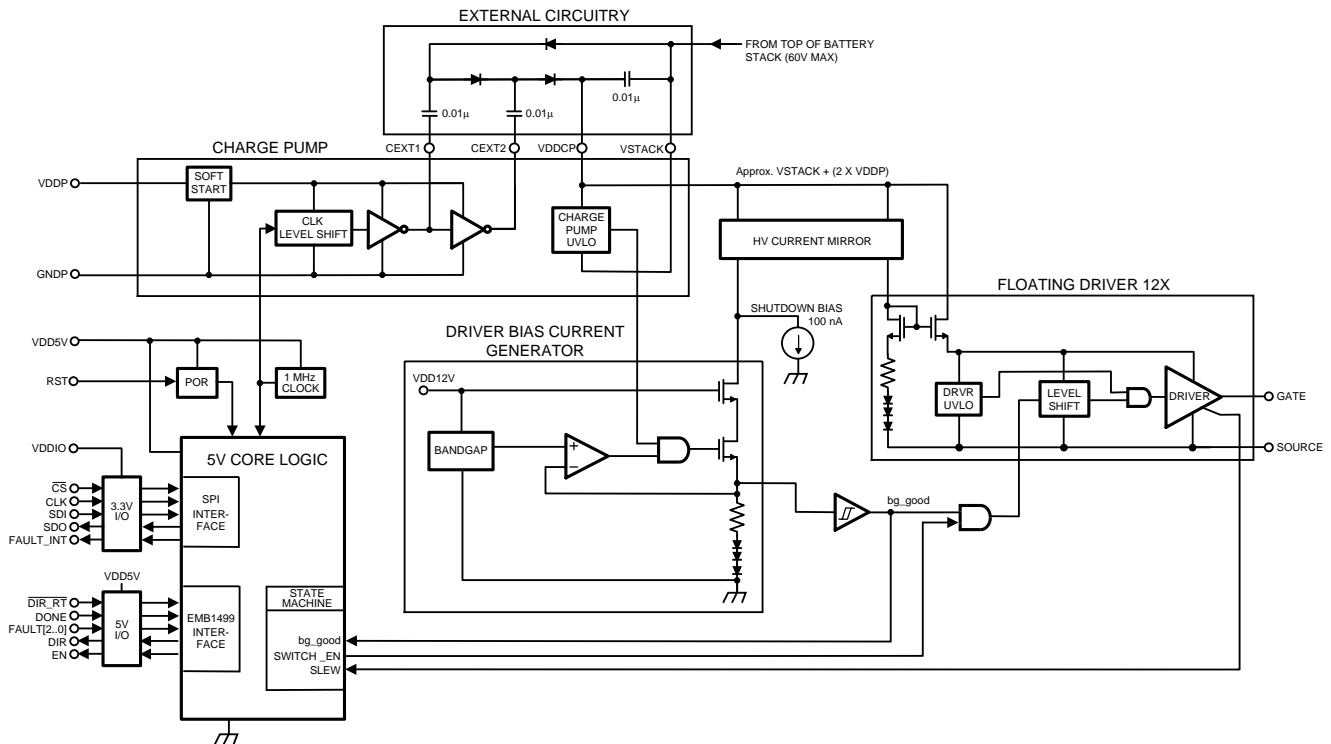 EXTERNAL CIRCUITRY
FROM TOP OF BATTERY
STACK (60V MAX)
0.01µ
0.01µ
0.01µ
CHARGE PUMP
CEXT1
CEXT2
VDDCP
VSTACK
VDDP
SOFT
START
CLK
LEVEL SHIFT
CHARGE
PUMP
UVLO
GNDP
Approx. VSTACK + (2 X VDDP)
HV CURRENT MIRROR
FLOATING DRIVER 12X
SHUTDOWN BIAS
100 nA
DRIVER BIAS CURRENT
GENERATOR
VDD5V
RST
POR
1 MHz
CLOCK
VDD12V
BANDGAP
+
−
DRVR
UVLO
LEVEL
SHIFT
DRIVER
GATE
SOURCE
VDDIO
5V CORE LOGIC
CS
CLK
SDI
SDO
FAULT_INT
3.3V
I/O
SPI
INTER-
FACE
bg_good
VDD5V
DIR_RT
DONE
FAULT[2..0]
DIR
EN
5V
I/O
EMB1499
INTER-
FACE
STATE
MACHINE
bg_good
SWITCH _EN
SLEW